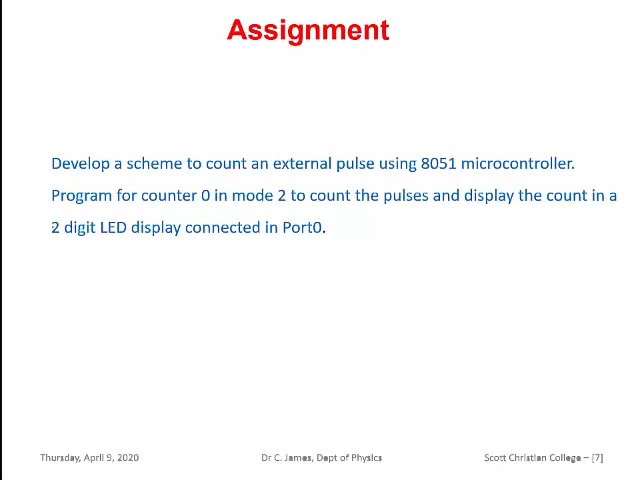 Assignment
Develop a scheme to count an external pulse using 8051 microcontroller.
Program for counter 0 in mode 2 to count the pulses and display the count in a
2 digit LED display connected in Port0.
Thursday, April 9, 2020 Dr C. James, Dept of Physics Scott Christian College – [7]